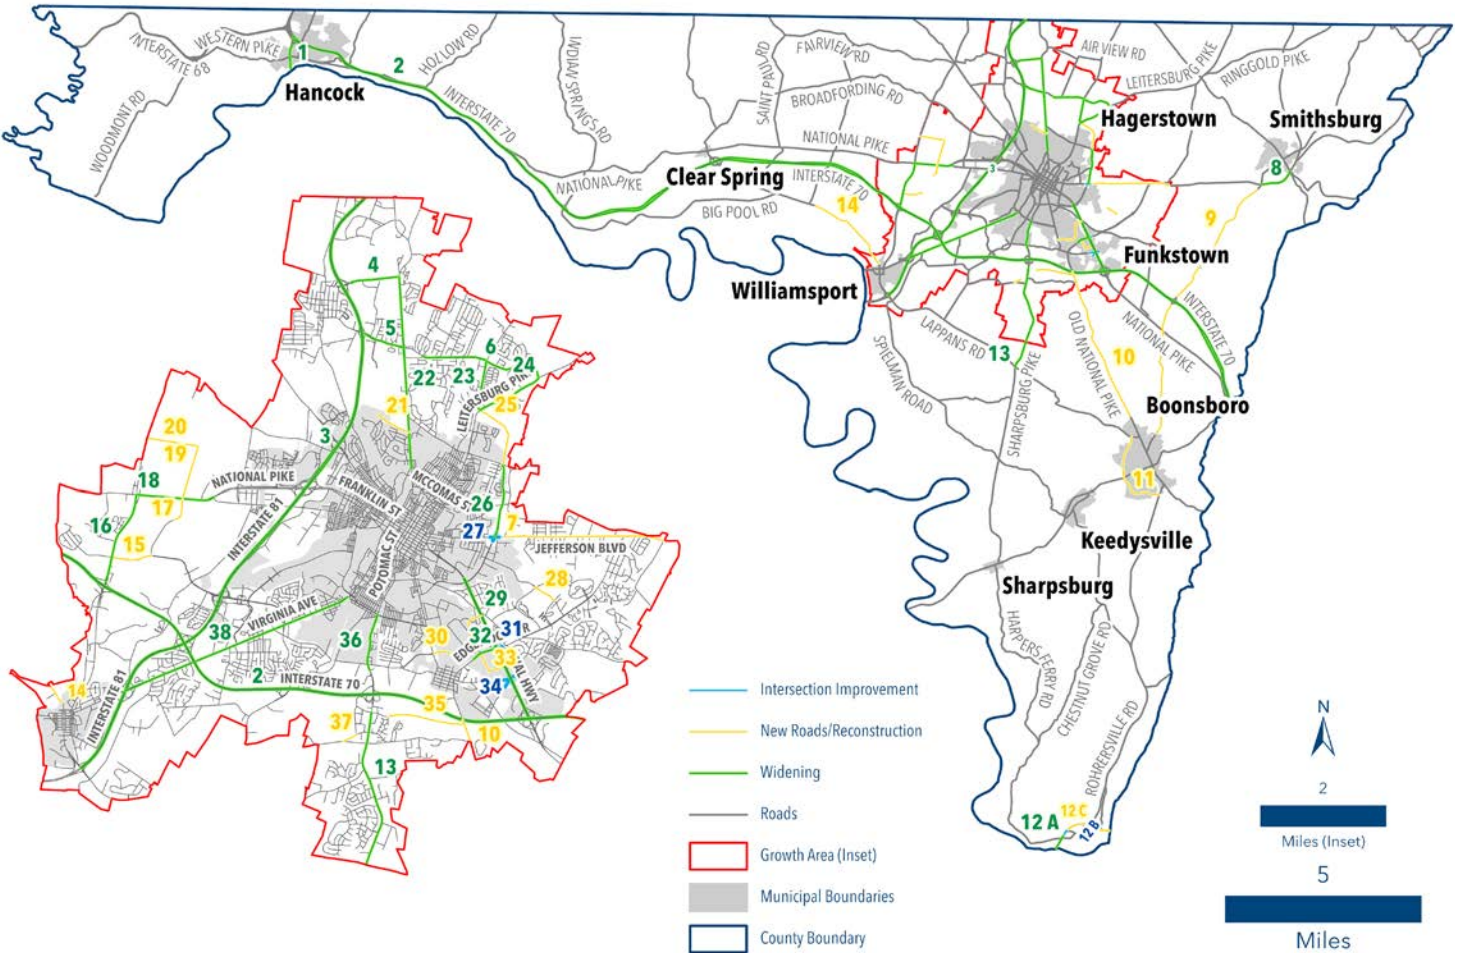 WESTERN PIKE
INTERSTATE 68
WOODMONT RD
1
Hancock
2
HOLLOW RD
INTERSTATE 70
INDIAN SPRINGS RD
NATIONAL PIKE
SAINT PAUL RD
FAIRVIEW RD
BROADFORDING RD
NATIONAL PIKE
Clear Spring
INTERSTATE 70
BIG POOL RD
14
Williamsport
3
AIR VIEW RD
LEITERSBURG PIKE
RINGGOLD PIKE
Hagerstown
Smithsburg
8
9
Funkstown
INTERSTATE 70
NATIONAL PIKE
OLD NATIONAL PIKE
10
LAPPANS RD
13
SPIELMAN ROAD
SHARPSBURG PIKE
Boonsboro
11
Keedysville
Sharpsburg
HARPERS FERRY RD
CHESTNUT GROVE RD
ROHRERSVILLE RD
12 A
12 C
12 B
4
5
6
22
23
24
LEITERSBURG PIK
21
25
3
20
19
18
17
NATIONAL PIKE
FRANKLIN ST
MCCOMAS S
26
16
15
INTERSTATE 81
POTOMAC ST
27
7
JEFFERSON BLVD
28
29
VIRGINIA AVE
38
36
30
32
31
EDG
R
33
34
AL HWY
2
INTERSTATE 70
14
INTERSTATE 81
35
37
10
13
Intersection Improvement
New Roads/Reconstruction
Widening
Roads
Growth Area (Inset)
Municipal Boundaries
County Boundary
N
2
Miles (Inset)
5
Miles